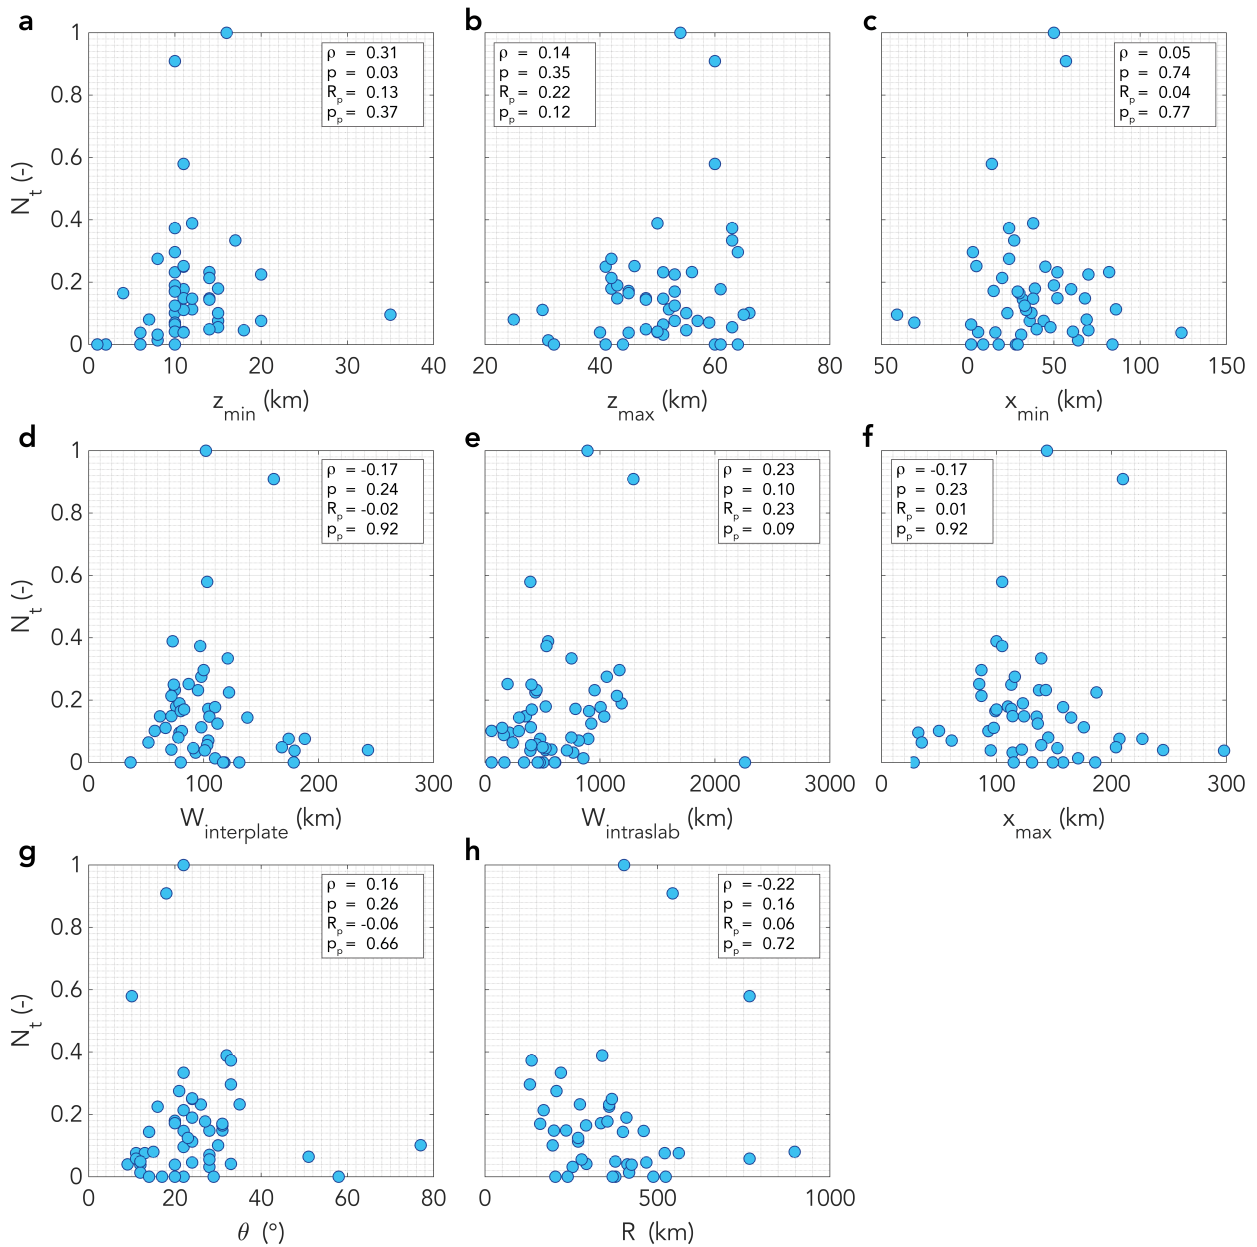 a
1
0.8
0.6
0.4
0.2
0
N_t (-)
ρ = 0.31
p = 0.03
R_p = 0.13
p_p = 0.37
0 10 20 30 40
z_min (km)
b
ρ = 0.14
p = 0.35
R_p = 0.22
p_p = 0.12
20 40 60 80
z_max (km)
c
ρ = 0.05
p = 0.74
R_p = 0.04
p_p = 0.77
50 0 50 100 150
x_min (km)
d
1
0.8
0.6
0.4
0.2
0
N_t (-)
ρ = -0.17
p = 0.24
R_p = -0.02
p_p = 0.92
0 100 200 300
W_interplate (km)
e
ρ = 0.23
p = 0.10
R_p = 0.23
p_p = 0.09
0 1000 2000 3000
W_intraslab (km)
f
ρ = -0.17
p = 0.23
R_p = 0.01
p_p = 0.92
0 100 200 300
x_max (km)
g
1
0.8
0.6
0.4
0.2
0
N_t (-)
ρ = 0.16
p = 0.26
R_p = -0.06
p_p = 0.66
0 20 40 60 80
θ (°)
h
ρ = -0.22
p = 0.16
R_p = 0.06
p_p = 0.72
0 500 1000
R (km)